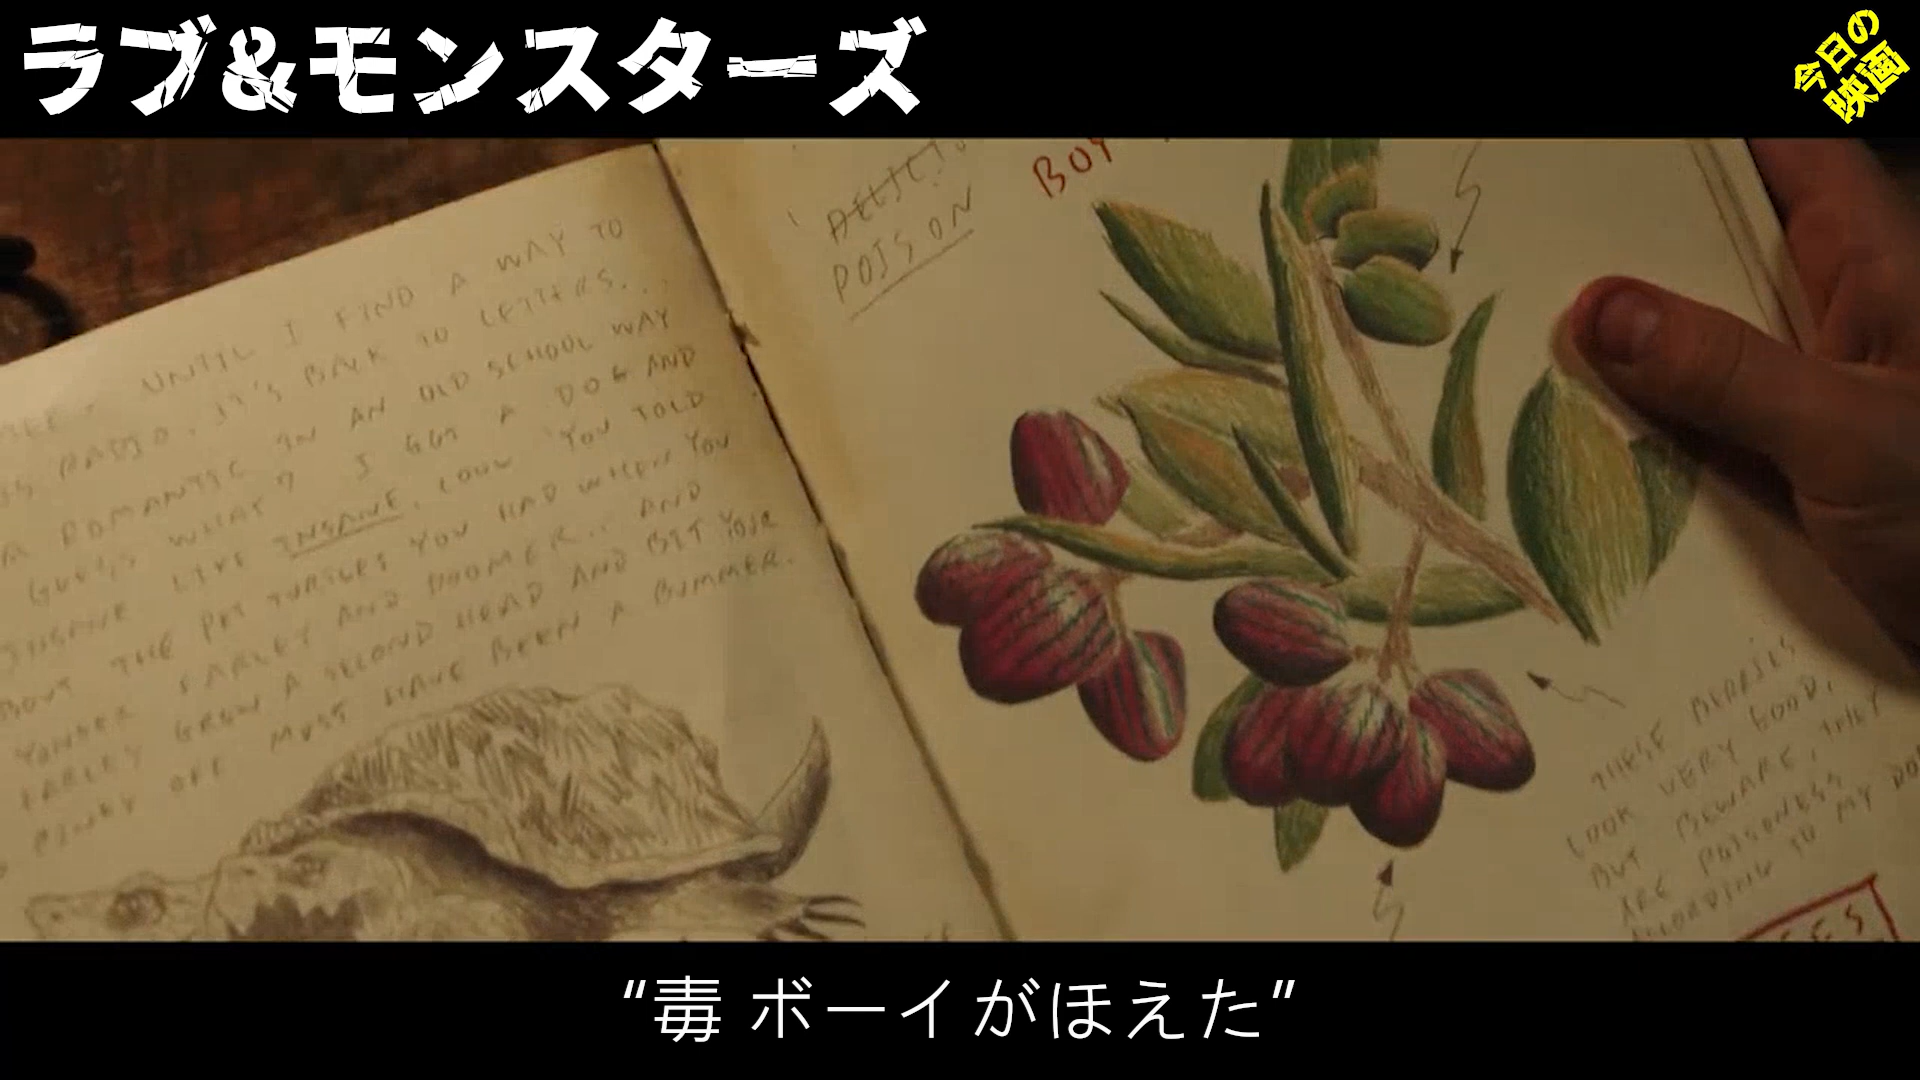 ラブ&モンスターズ
今日の
映画
POISON
BOY
UNTIL I FIND A WAY TO
RADIO. IT'S BACK TO LETTERS...
ROMANTIC IN AN OLD SCHOOL WAY
GUESS WHAT? I GOT A DOG AND
LIKE INSANE. LOOK YOU TOLD
THE PET TURTLES YOU HAD WHEN YOU
FARLEY AND BOOMER... AND
FARLEY GREW A SECOND HEAD AND BIT YOUR
PINKY OFF MUST HAVE BEEN A BUMMER.
THESE BERRIES
LOOK VERY GOOD,
BUT BEWARE, THEY
ARE POISONESS
ACCORDING TO MY
“毒 ボーイがほえた”